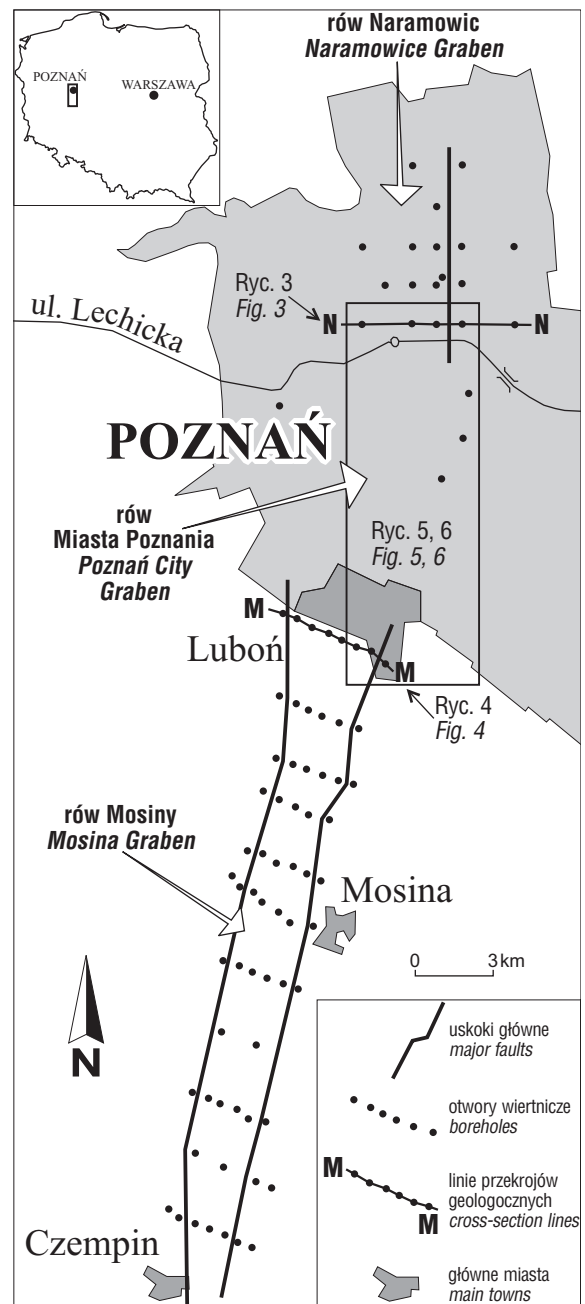 rów Naramowic
Naramowice Graben
POZNAŃ
WARSZAWA
Ryc. 3
Fig. 3
ul. Lechicka
N
N
POZNAŃ
rów
Miasta Poznania
Poznań City
Graben
Ryc. 5, 6
Fig. 5, 6
M
Luboń
M
Ryc. 4
Fig. 4
rów Mosiny
Mosina Graben
Mosina
0 3 km
N
uskoki główne
major faults
otwory wiertnicze
boreholes
M
linie przekrojów
geologocznych
M cross-section lines
Czempin
główne miasta
main towns